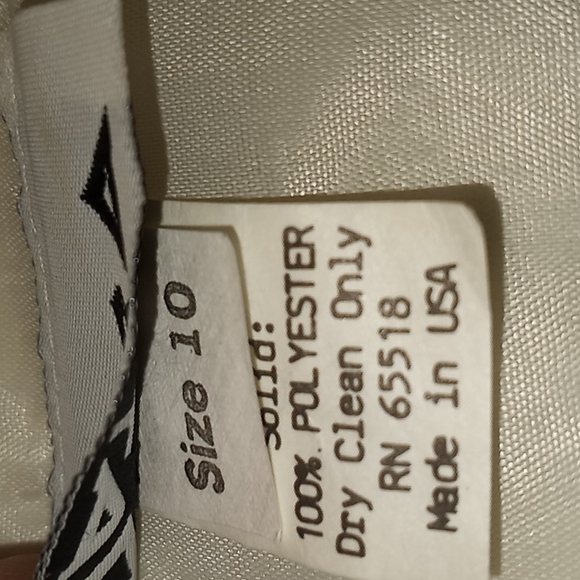 Size 10
Solid:
100% POLYESTER
Dry Clean Only
RN 65518
Made in USA